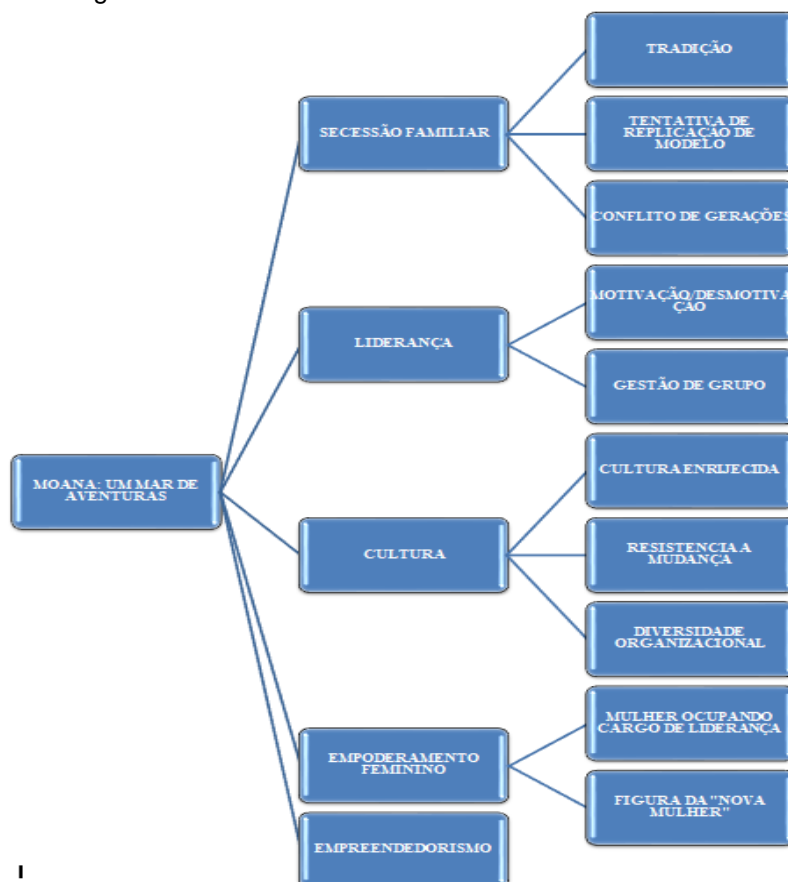 TRADIÇÃO
SECESSÃO FAMILIAR
TENTATIVA DE
REPLICAÇÃO DE
MODELO
CONFLITO DE GERAÇÕES
MOTIVAÇÃO/DESMOTIVA
ÇÃO
LIDERANÇA
GESTÃO DE GRUPO
MOANA: UM MAR DE
AVENTURAS
CULTURA ENRIJECIDA
CULTURA
RESISTENCIA A
MUDANÇA
DIVERSIDADE
ORGANIZACIONAL
EMPODERAMENTO
FEMININO
MULHER OCUPANDO
CARGO DE LIDERANÇA
FIGURA DA "NOVA
MULHER"
EMPREENDEDORISMO